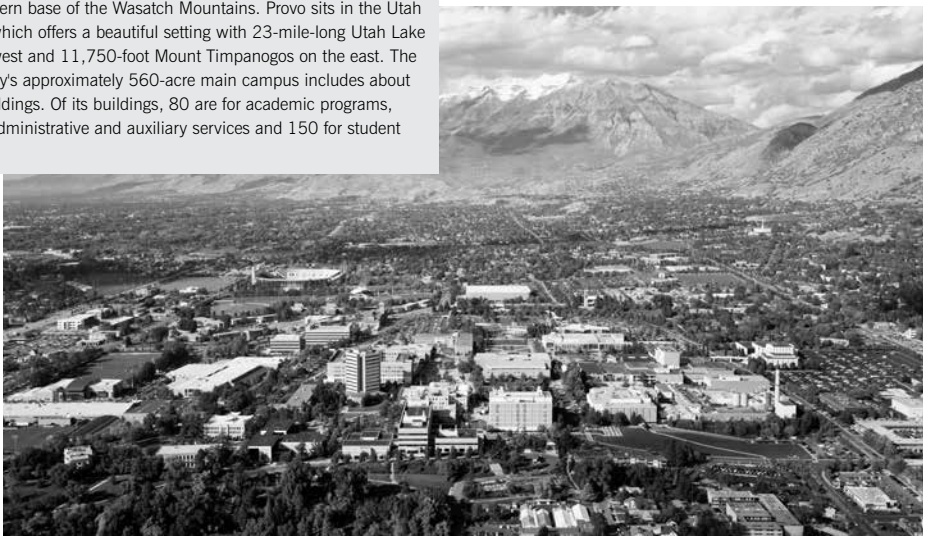 ern base of the Wasatch Mountains. Provo sits in the Utah
hich offers a beautiful setting with 23-mile-long Utah Lake
est and 11,750-foot Mount Timpanogos on the east. The
y's approximately 560-acre main campus includes about
ldings. Of its buildings, 80 are for academic programs,
dministrative and auxiliary services and 150 for student